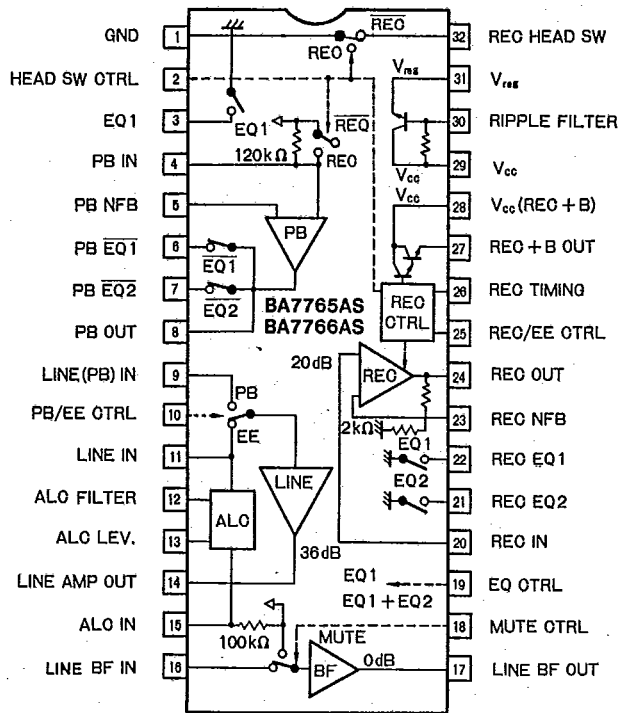 GND 1
HEAD SW CTRL 2
EQ1 3
PB IN 4
PB NFB 5
PB EQ1 6
PB EQ2 7
PB OUT 8
LINE(PB) IN 9
PB/EE CTRL 10
LINE IN 11
ALC FILTER 12
ALC LEV. 13
LINE AMP OUT 14
ALC IN 15
LINE BF IN 16
REC
REC
EQ1
REQ
REC
120kΩ
PB
EQ1
EQ2
BA7765AS
BA7766AS
PB
EE
LINE
ALC
36dB
100kΩ
MUTE
BF
0dB
Vreg
Vcc
Vcc
REC
CTRL
20dB
REC
2kΩ
EQ1
EQ2
EQ1
EQ1+EQ2
32 REC HEAD SW
31 Vreg
30 RIPPLE FILTER
29 Vcc
28 Vcc(REC+B)
27 REC+B OUT
26 REC TIMING
25 REC/EE CTRL
24 REC OUT
23 REC NFB
22 REC EQ1
21 REC EQ2
20 REC IN
19 EQ CTRL
18 MUTE CTRL
17 LINE BF OUT